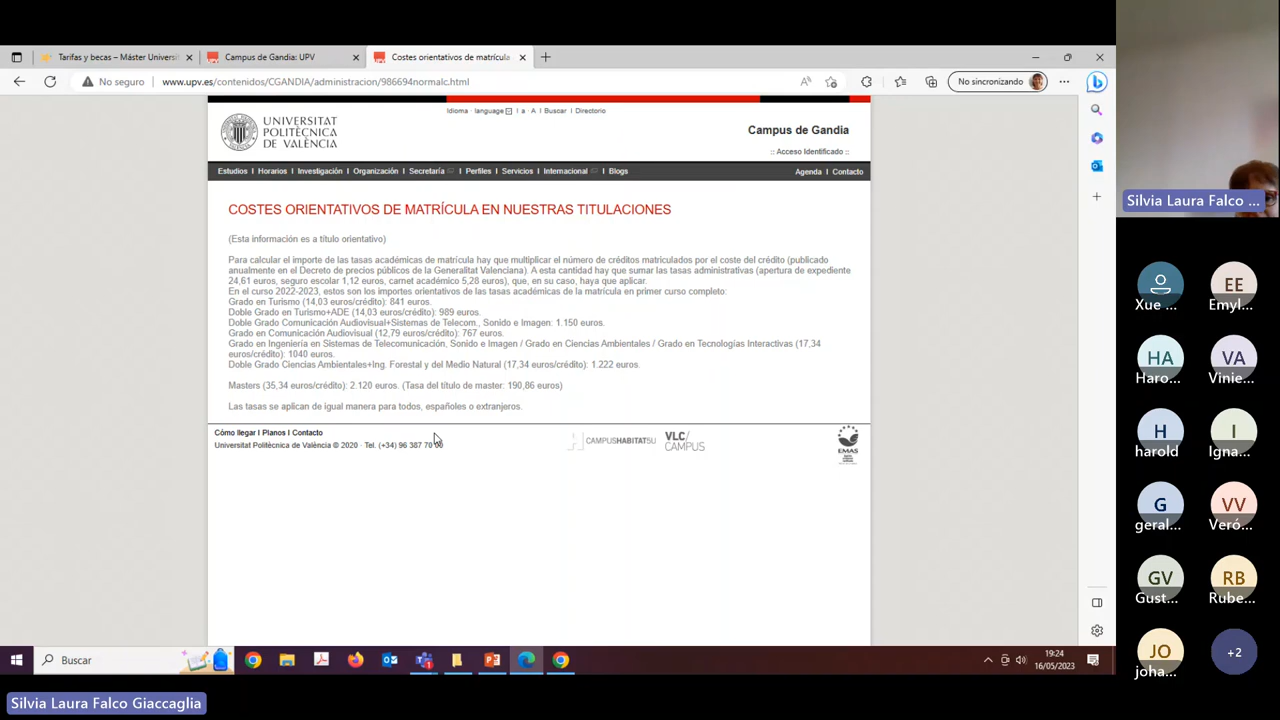 Tarifas y becas – Máster Universi
Campus de Gandia: UPV
Costes orientativos de matrícula
No seguro
www.upv.es/contenidos/CGANDIA/administracion/986694normalc.html
No sincronizando
UNIVERSITAT
POLITÈCNICA
DE VALÈNCIA
Idioma · language I a · A I Buscar I Directorio
Campus de Gandia
:: Acceso Identificado ::
Estudios I Horarios I Investigación I Organización I Secretaría I Perfiles I Servicios I Internacional I Blogs
Agenda I Contacto
COSTES ORIENTATIVOS DE MATRÍCULA EN NUESTRAS TITULACIONES
(Esta información es a título orientativo)
Para calcular el importe de las tasas académicas de matrícula hay que multiplicar el número de créditos matriculados por el coste del crédito (publicado
anualmente en el Decreto de precios públicos de la Generalitat Valenciana). A esta cantidad hay que sumar las tasas administrativas (apertura de expediente
24,61 euros, seguro escolar 1,12 euros, carnet académico 5,28 euros), que, en su caso, haya que aplicar.
En el curso 2022-2023, estos son los importes orientativos de las tasas académicas de la matrícula en primer curso completo:
Grado en Turismo (14,03 euros/crédito): 841 euros.
Doble Grado en Turismo+ADE (14,03 euros/crédito): 989 euros.
Doble Grado Comunicación Audiovisual+Sistemas de Telecom., Sonido e Imagen: 1.150 euros.
Grado en Comunicación Audiovisual (12,79 euros/crédito): 767 euros.
Grado en Ingeniería en Sistemas de Telecomunicación, Sonido e Imagen / Grado en Ciencias Ambientales / Grado en Tecnologías Interactivas (17,34
euros/crédito): 1040 euros.
Doble Grado Ciencias Ambientales+Ing. Forestal y del Medio Natural (17,34 euros/crédito): 1.222 euros.
Masters (35,34 euros/crédito): 2.120 euros. (Tasa del título de master: 190,86 euros)
Las tasas se aplican de igual manera para todos, españoles o extranjeros.
Cómo llegar I Planos I Contacto
Universitat Politècnica de València © 2020 · Tel. (+34) 96 387 70
CAMPUSHABITAT5U
VLC/
CAMPUS
EMAS
Buscar
19:24
16/05/2023
Silvia Laura Falco Giaccaglia
Silvia Laura Falco ...
Xue ...
EE
Emyl...
HA
Haro...
VA
Vinie...
H
harold
I
Igna...
G
geral...
VV
Veró...
GV
Gust...
RB
Rube...
JO
joha...
+2